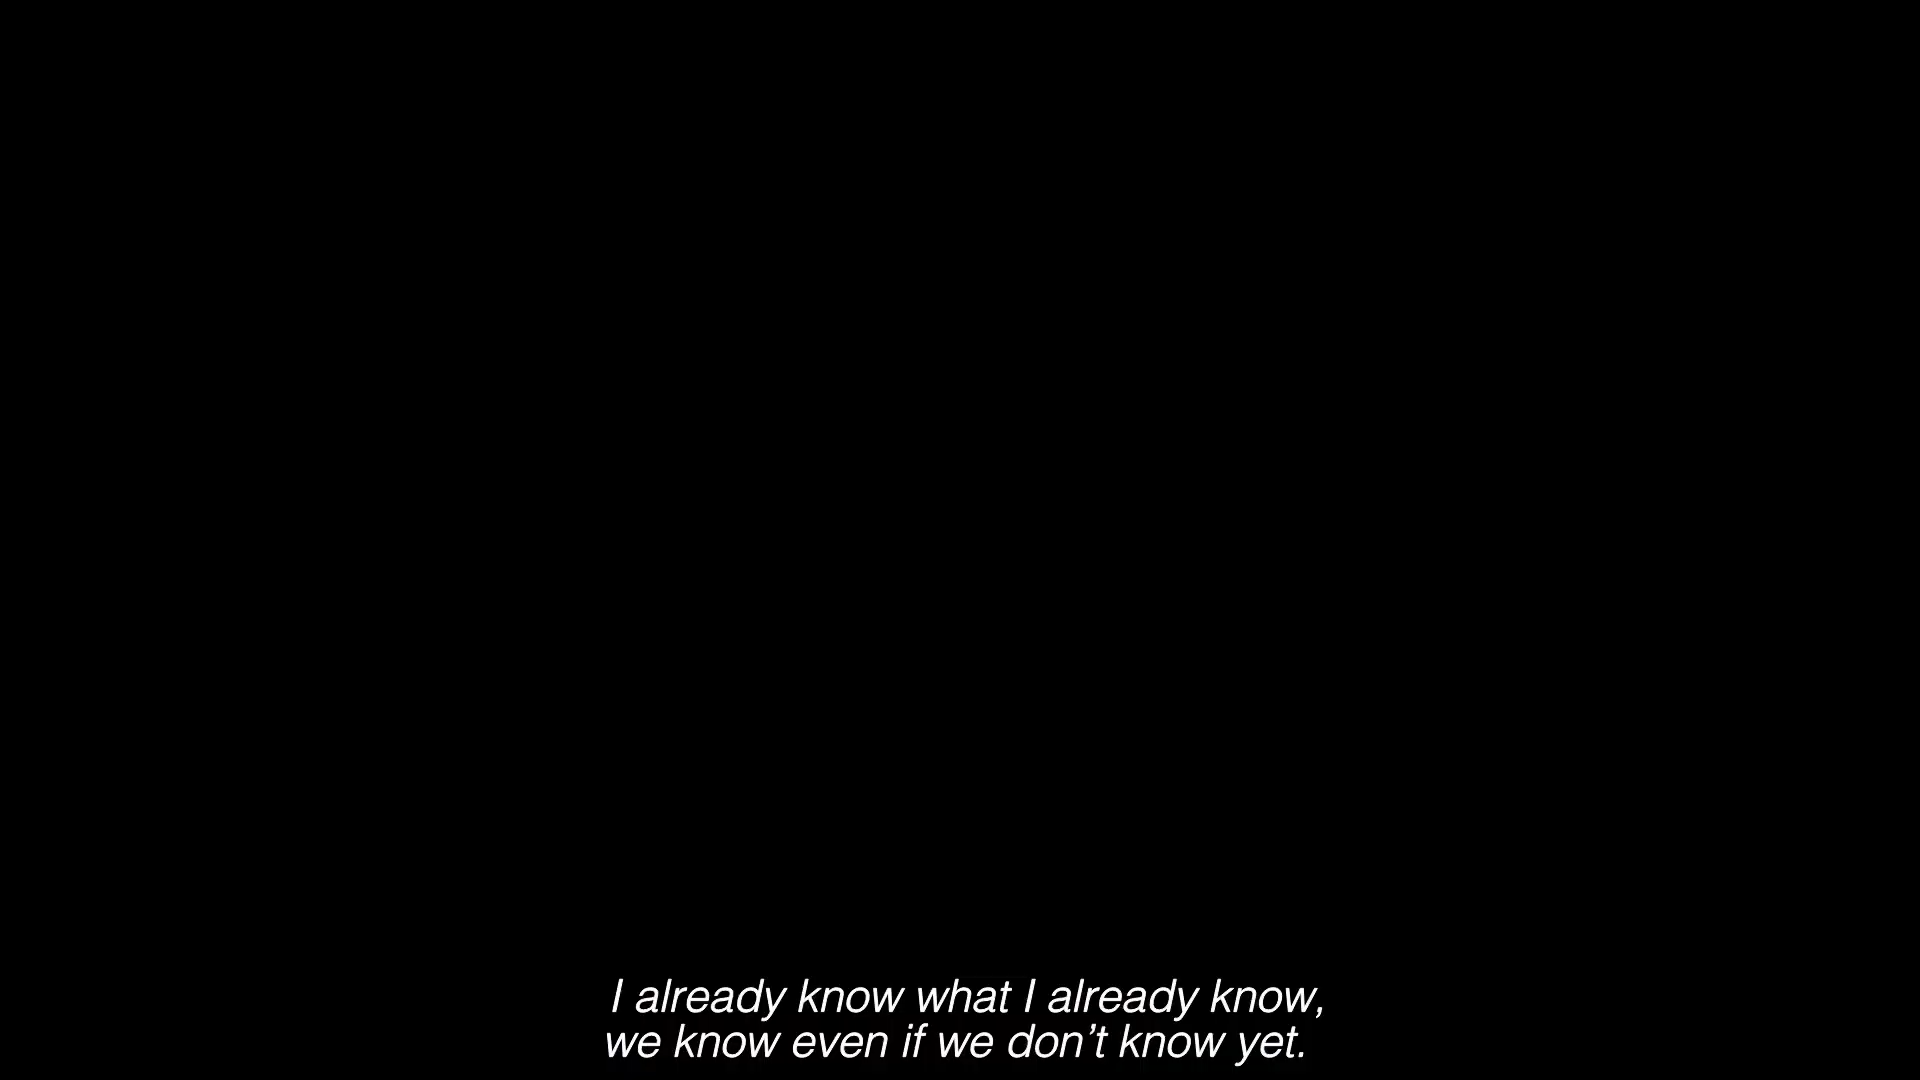 I already know what I already know,
we know even if we don’t know yet.